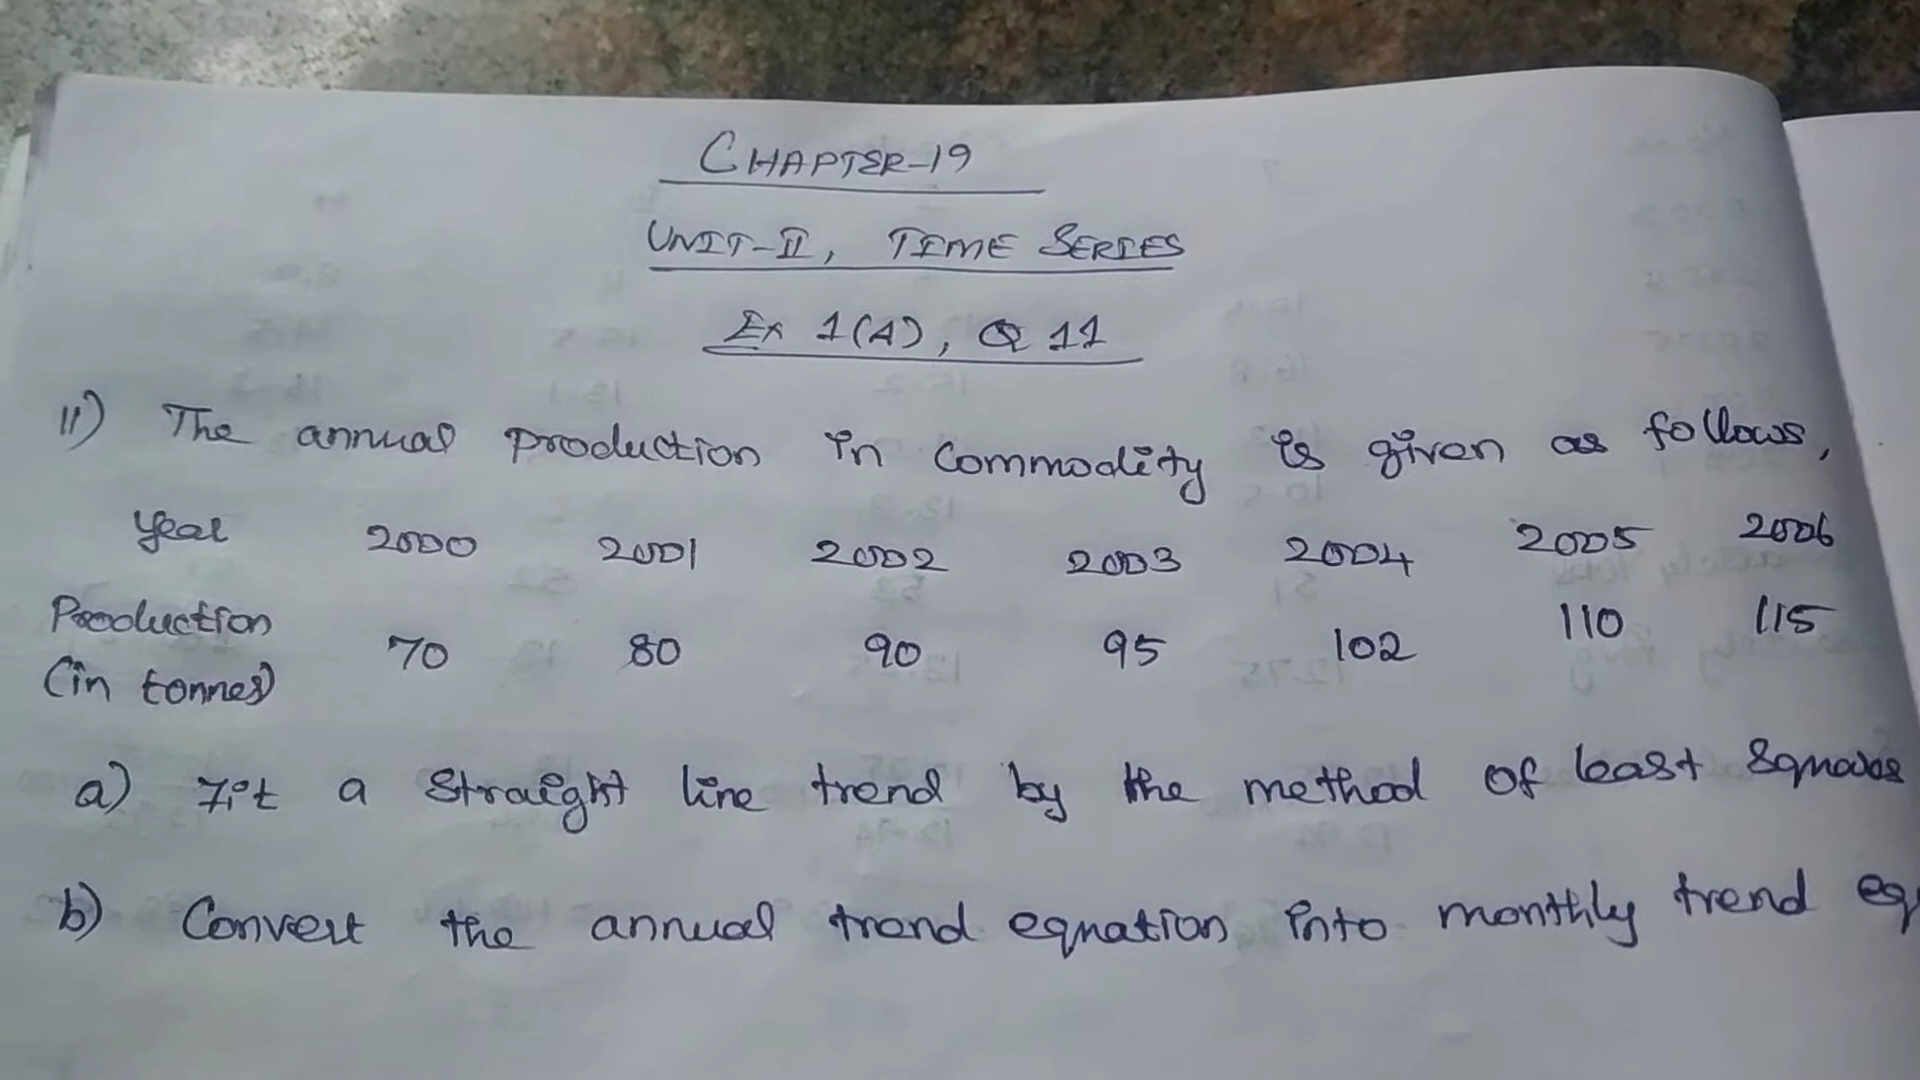 CHAPTER-19
UNIT-II, TIME SERIES
Ex 1(A), Q 11
11) The annual production in commodity is given as follows,
Year 2000 2001 2002 2003 2004 2005 2006
Production (in tonnes) 70 80 90 95 102 110 115
a) Fit a straight line trend by the method of least squares
b) Convert the annual trend equation into monthly trend eq